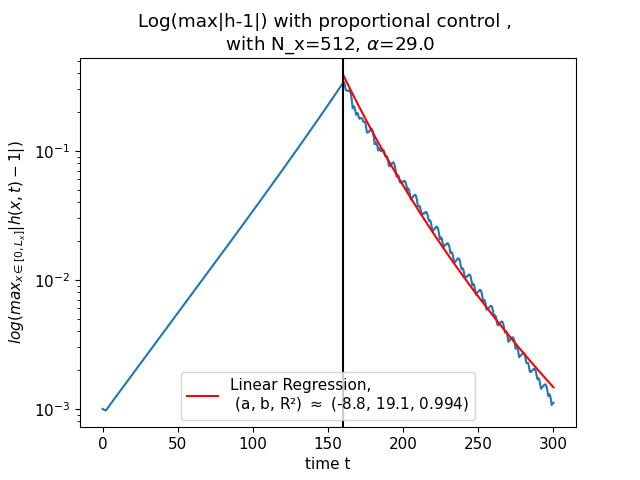 Log(max|h-1|) with proportional control ,
with N_x=512, α=29.0
log(max_{x∈[0,L_x]}|h(x, t) − 1|)
10⁻¹
10⁻²
10⁻³
Linear Regression,
(a, b, R²) ≈ (-8.8, 19.1, 0.994)
0 50 100 150 200 250 300
time t